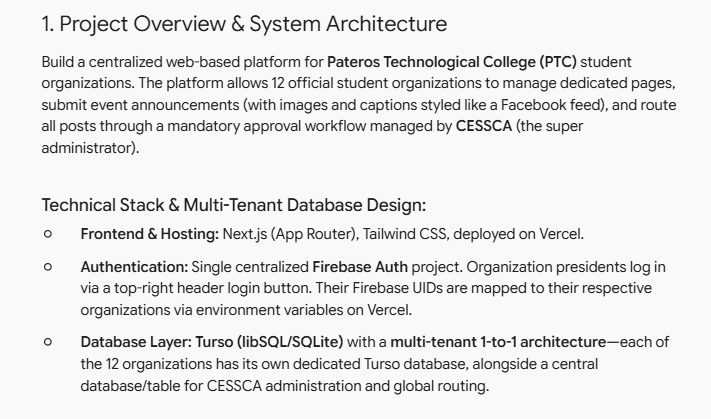 1. Project Overview & System Architecture
Build a centralized web-based platform for Pateros Technological College (PTC) student
organizations. The platform allows 12 official student organizations to manage dedicated pages,
submit event announcements (with images and captions styled like a Facebook feed), and route
all posts through a mandatory approval workflow managed by CESSCA (the super
administrator).
Technical Stack & Multi-Tenant Database Design:
Frontend & Hosting: Next.js (App Router), Tailwind CSS, deployed on Vercel.
Authentication: Single centralized Firebase Auth project. Organization presidents log in
via a top-right header login button. Their Firebase UIDs are mapped to their respective
organizations via environment variables on Vercel.
Database Layer: Turso (libSQL/SQLite) with a multi-tenant 1-to-1 architecture—each of
the 12 organizations has its own dedicated Turso database, alongside a central
database/table for CESSCA administration and global routing.